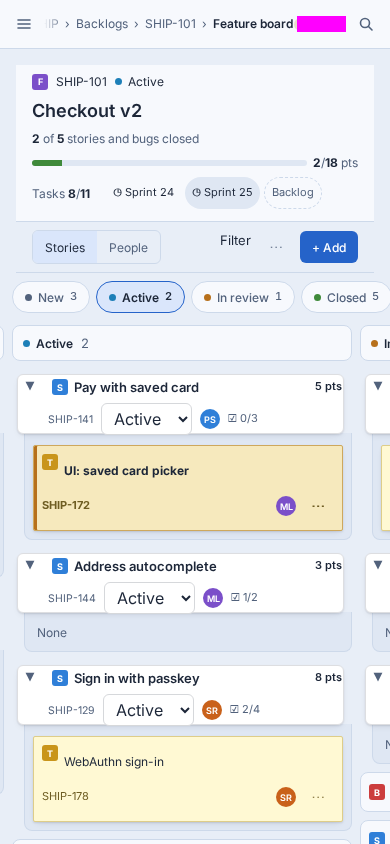 › Backlogs › SHIP-101 › Feature board
F SHIP-101 Active
Checkout v2
2 of 5 stories and bugs closed
2/18 pts
Tasks 8/11 Sprint 24 Sprint 25 Backlog
Stories People Filter ... + Add
New 3 Active 2 In review 1 Closed 5
Active 2
▼ S Pay with saved card 5 pts
SHIP-141 Active PS ☑ 0/3
T UI: saved card picker
SHIP-172 ML ...
▼ S Address autocomplete 3 pts
SHIP-144 Active ML ☑ 1/2
None
▼ S Sign in with passkey 8 pts
SHIP-129 Active SR ☑ 2/4
T WebAuthn sign-in
SHIP-178 SR ...
B
S